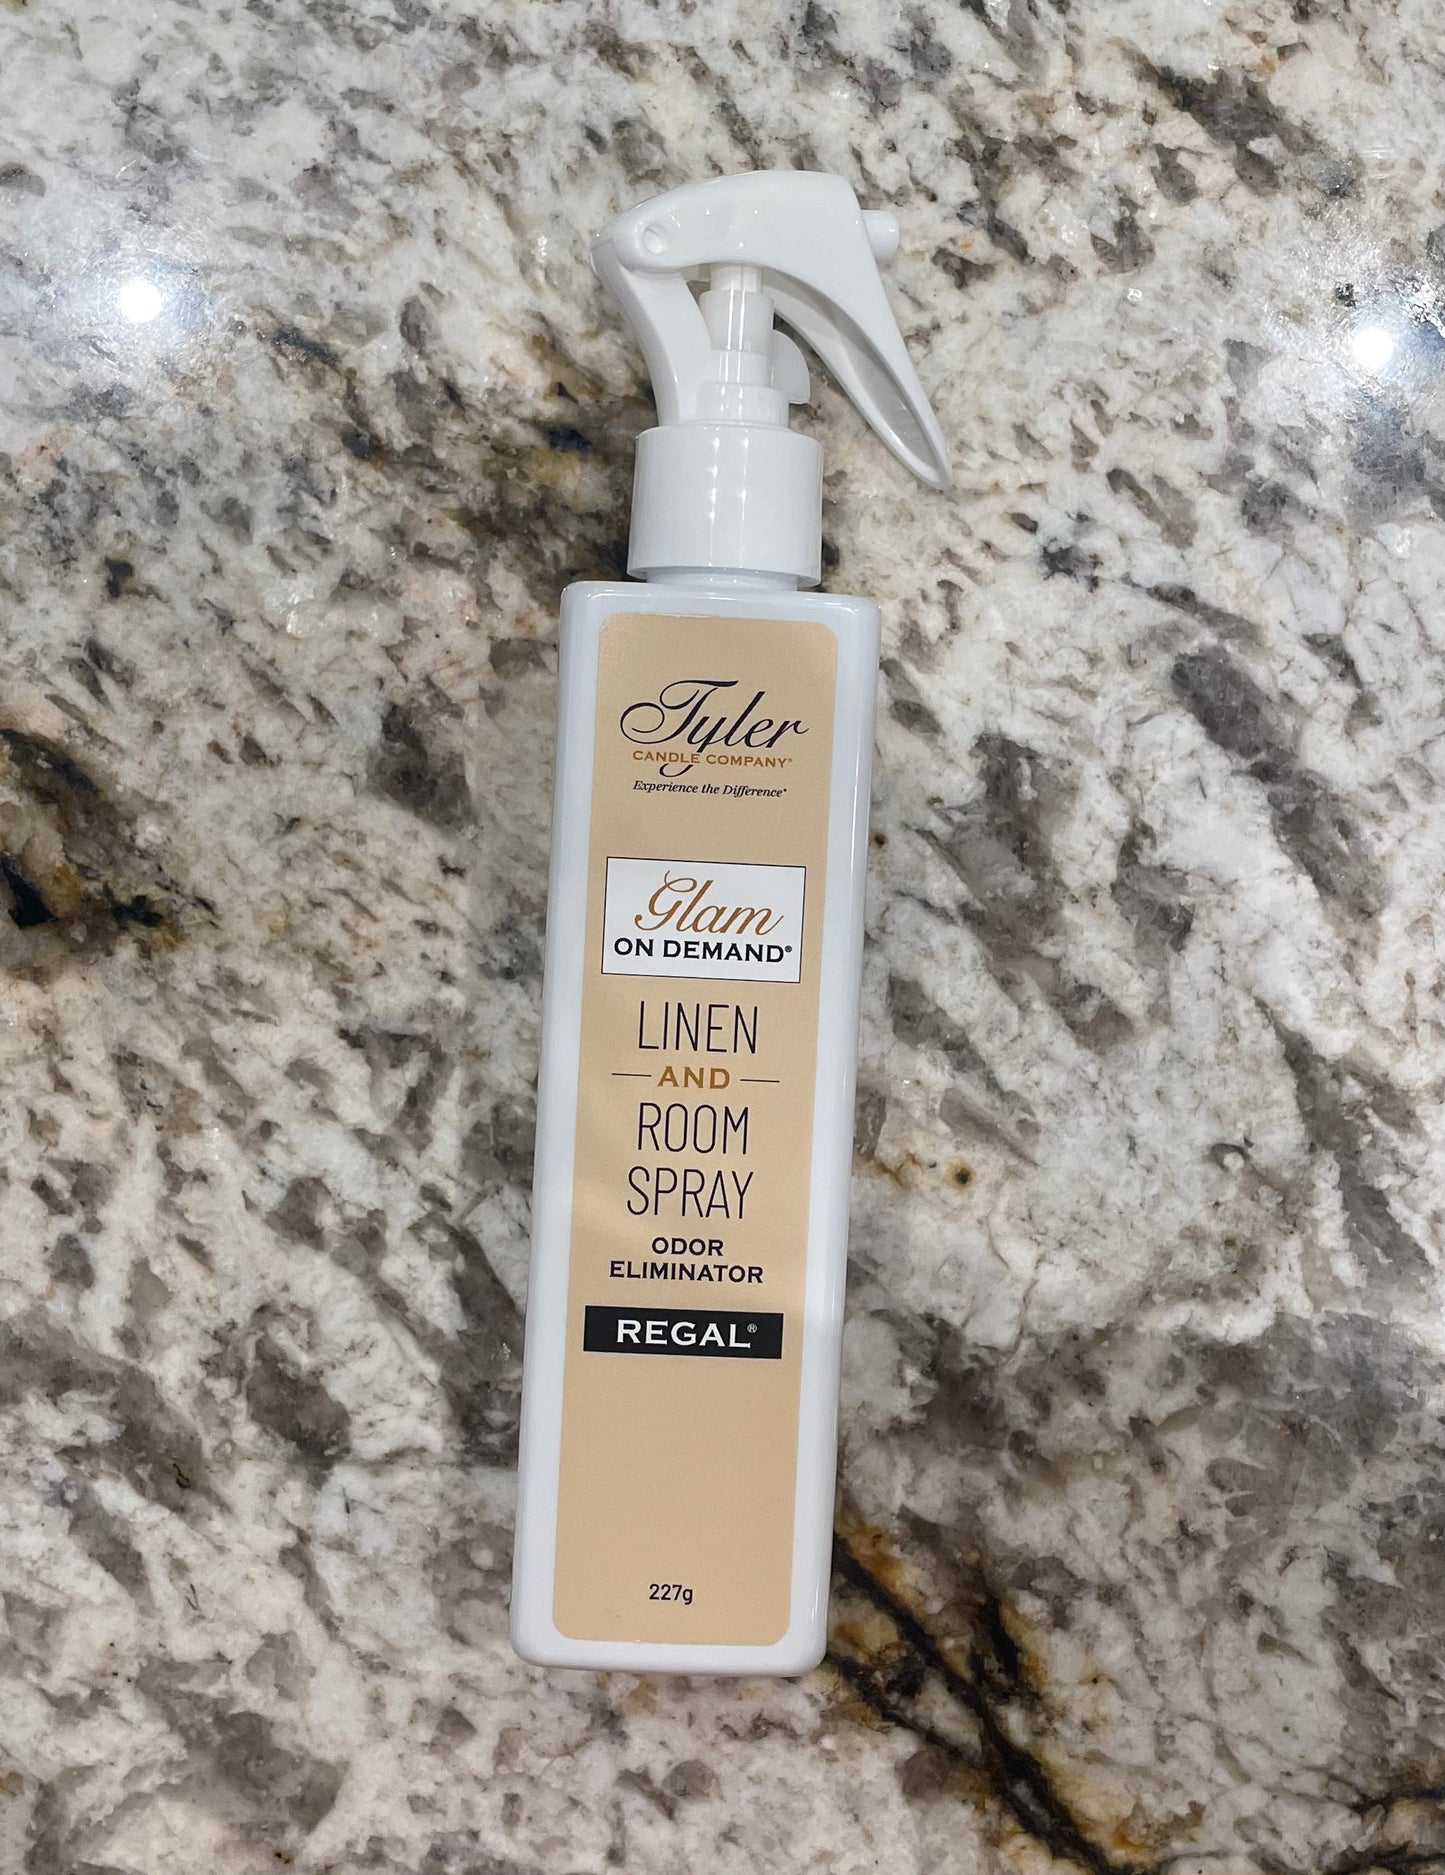 Tyler
CANDLE COMPANY®
Experience the Difference®
Glam
ON DEMAND®
LINEN
AND
ROOM
SPRAY
ODOR
ELIMINATOR
REGAL®
227g